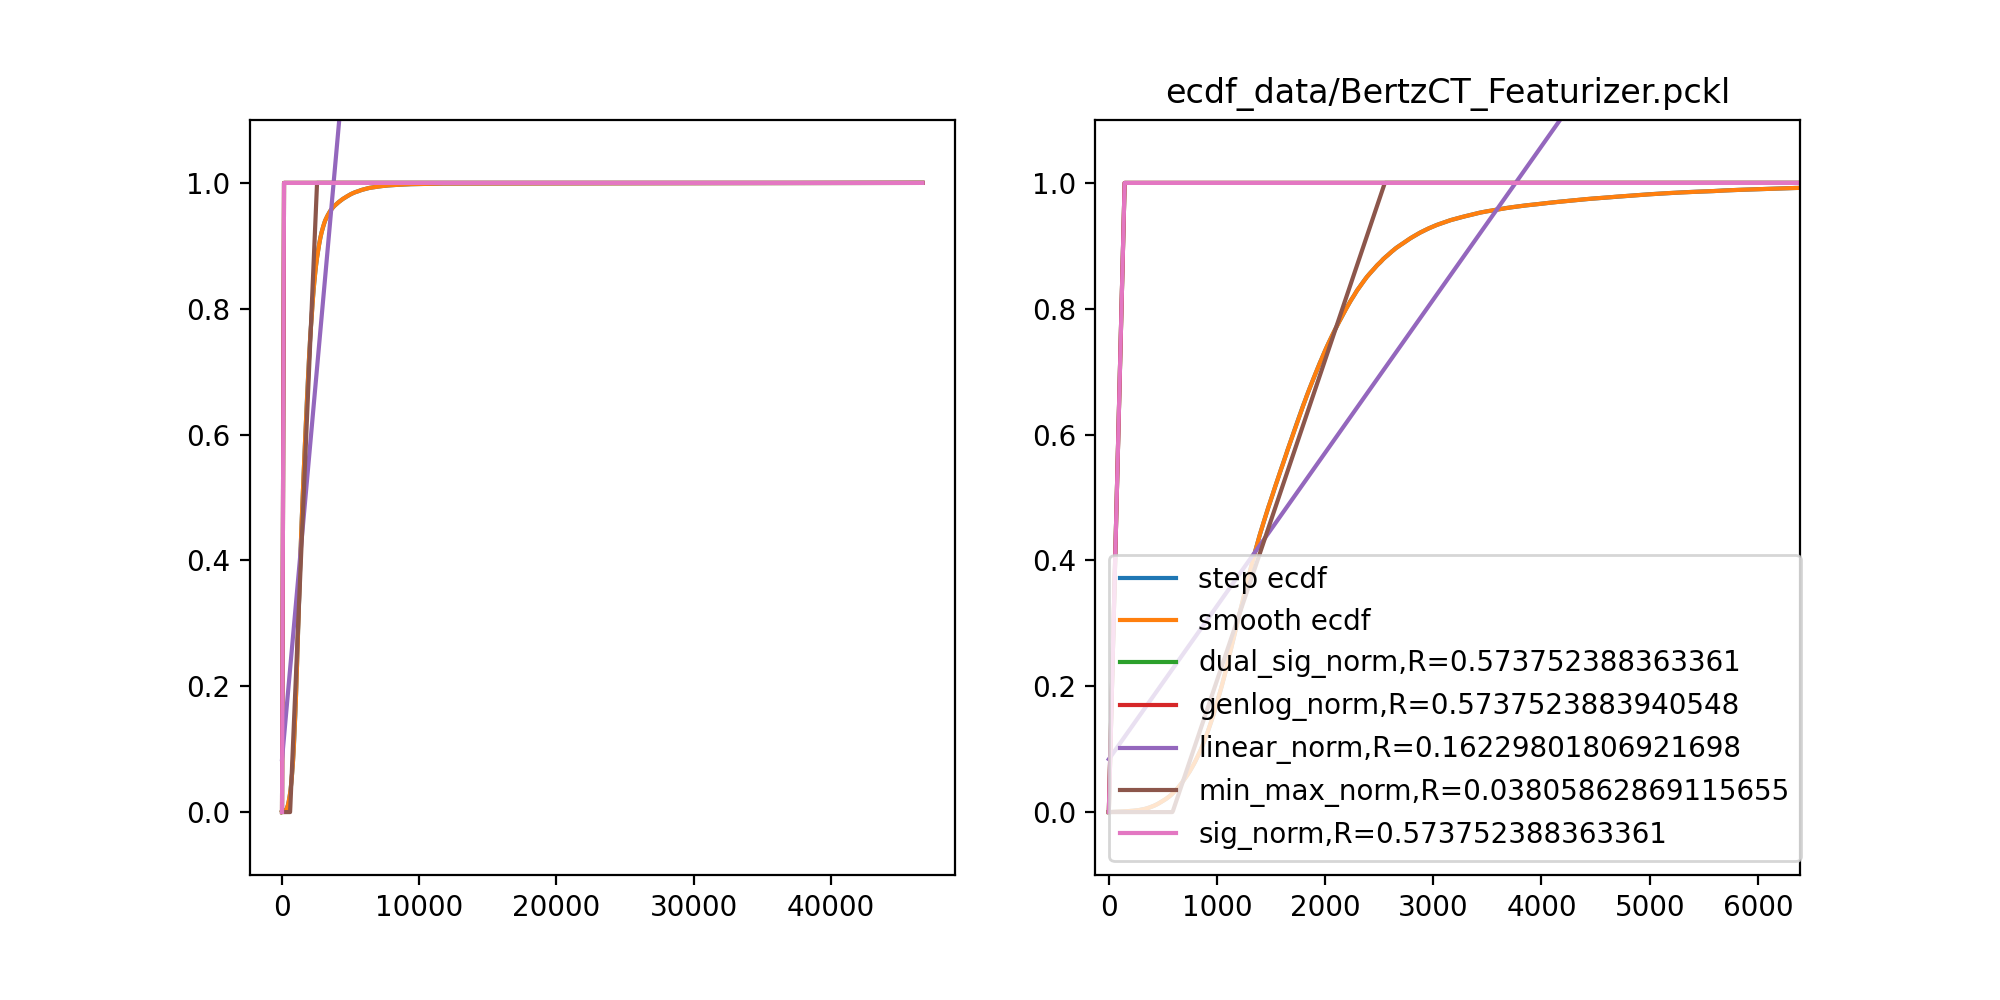 ecdf_data/BertzCT_Featurizer.pckl
1.0
0.8
0.6
0.4
0.2
0.0
0 10000 20000 30000 40000
1.0
0.8
0.6
0.4
0.2
0.0
0 1000 2000 3000 4000 5000 6000
step ecdf
smooth ecdf
dual_sig_norm,R=0.573752388363361
genlog_norm,R=0.5737523883940548
linear_norm,R=0.16229801806921698
min_max_norm,R=0.03805862869115655
sig_norm,R=0.573752388363361